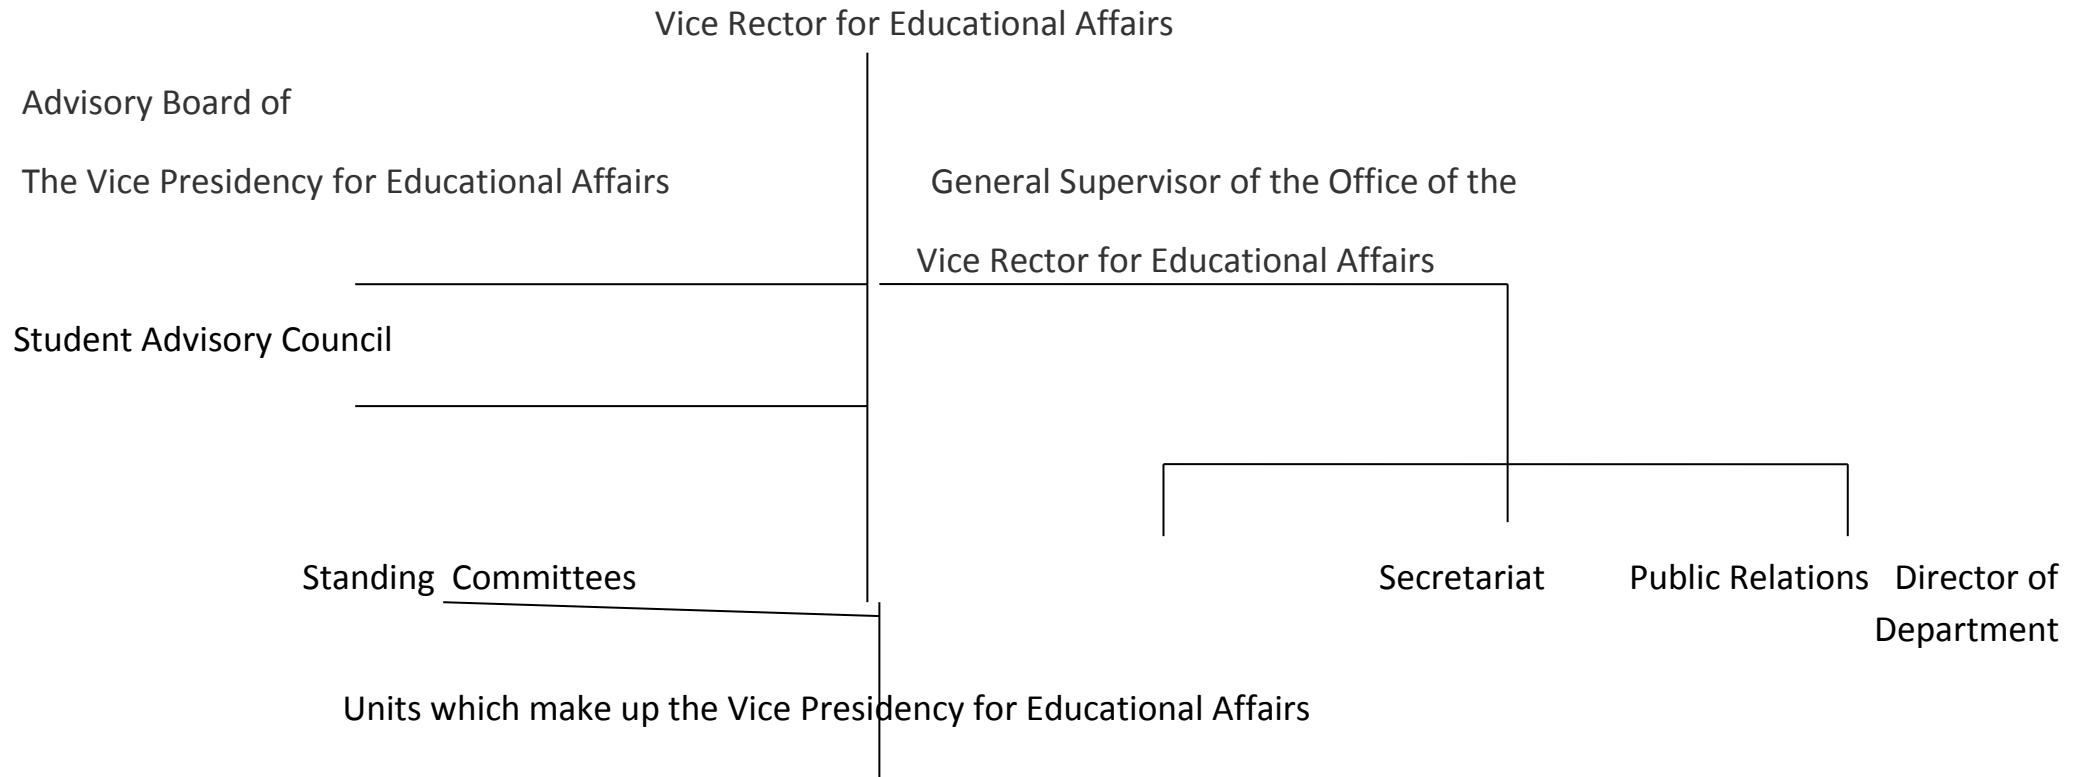 Vice Rector for Educational Affairs
Advisory Board of
The Vice Presidency for Educational Affairs
General Supervisor of the Office of the
Vice Rector for Educational Affairs
Student Advisory Council
Standing Committees
Secretariat
Public Relations
Director of
Department
Units which make up the Vice Presidency for Educational Affairs